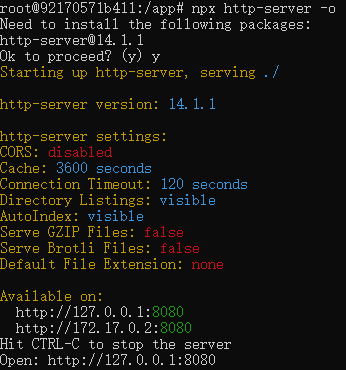 root@92170571b411:/app# npx http-server -o
Need to install the following packages:
http-server@14.1.1
Ok to proceed? (y) y
Starting up http-server, serving ./

http-server version: 14.1.1

http-server settings:
CORS: disabled
Cache: 3600 seconds
Connection Timeout: 120 seconds
Directory Listings: visible
AutoIndex: visible
Serve GZIP Files: false
Serve Brotli Files: false
Default File Extension: none

Available on:
  http://127.0.0.1:8080
  http://172.17.0.2:8080
Hit CTRL-C to stop the server
Open: http://127.0.0.1:8080